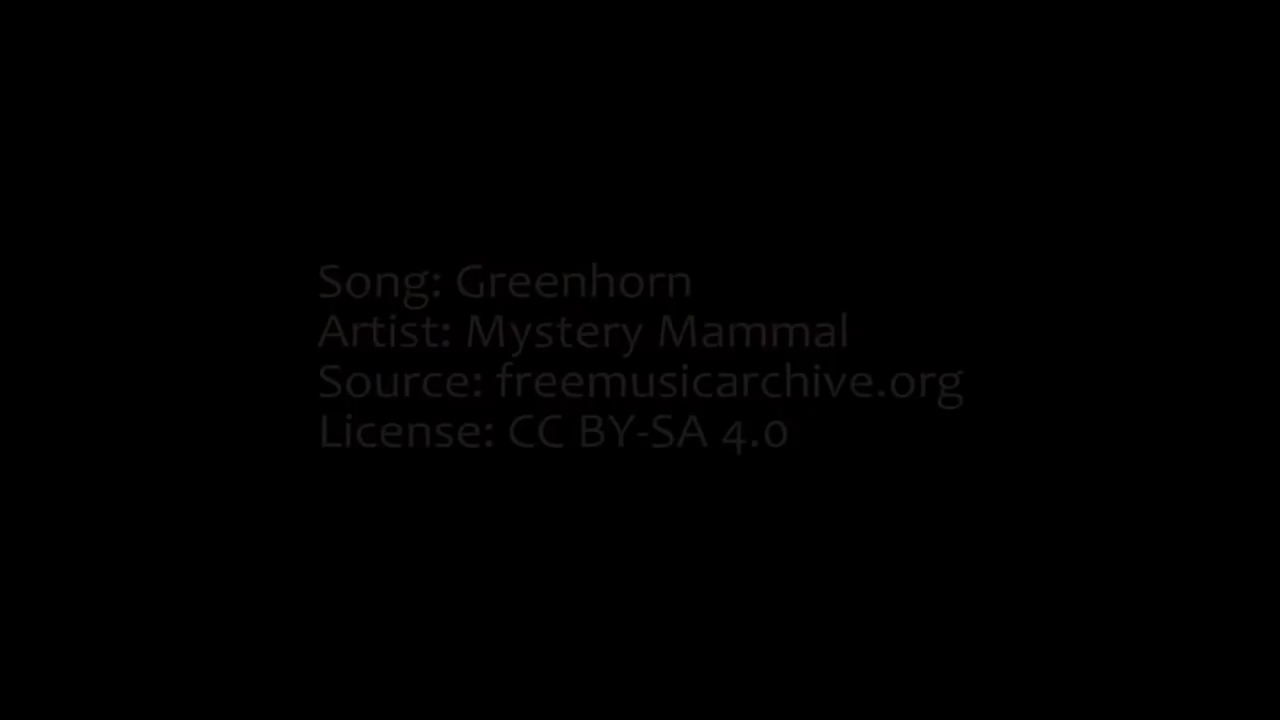 Song: Greenhorn
Artist: Mystery Mammal
Source: freemusicarchive.org
License: CC BY-SA 4.0